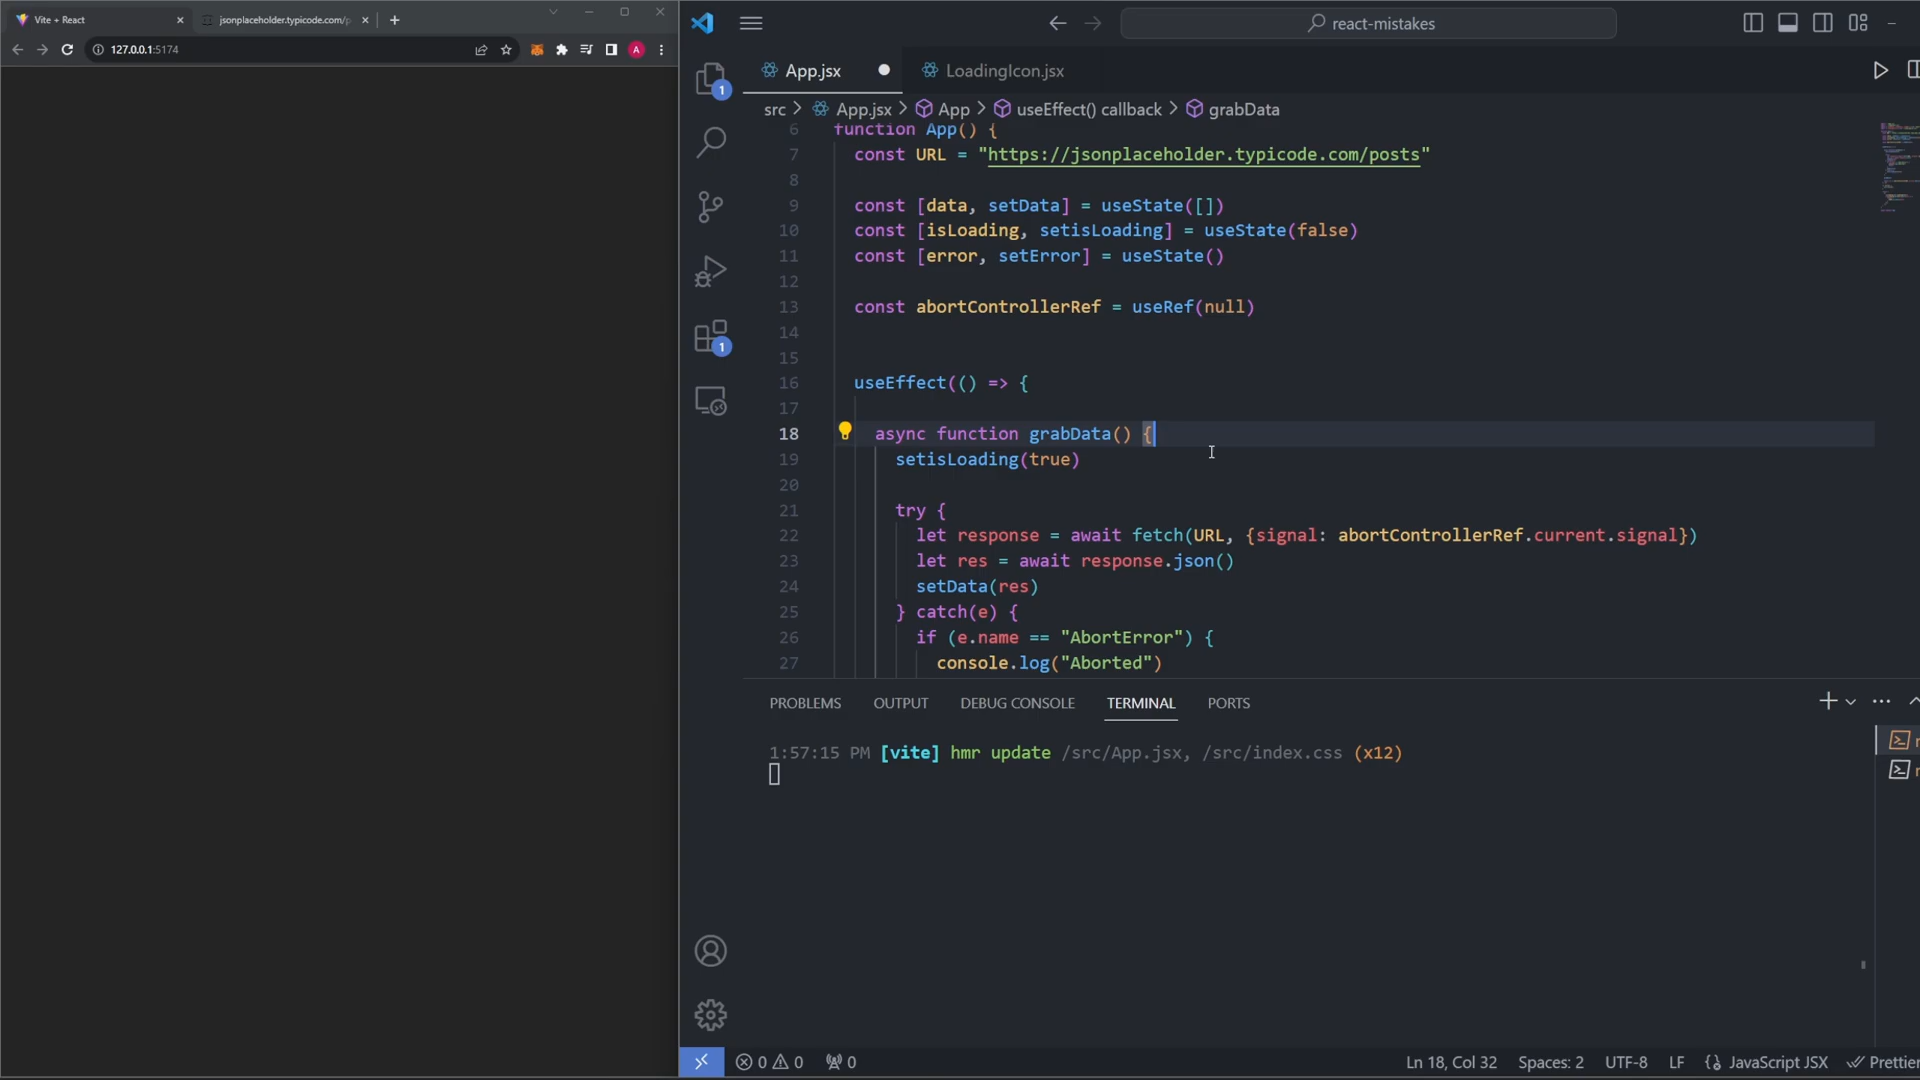 Vite + React
jsonplaceholder.typicode.com/p
127.0.0.1:5174
A
react-mistakes
App.jsx
LoadingIcon.jsx
src > App.jsx > App > useEffect() callback > grabData
6 function App() {
7 const URL = "https://jsonplaceholder.typicode.com/posts"
8
9 const [data, setData] = useState([])
10 const [isLoading, setisLoading] = useState(false)
11 const [error, setError] = useState()
12
13 const abortControllerRef = useRef(null)
14
15
16 useEffect(() => {
17
18 async function grabData() {
19 setisLoading(true)
20
21 try {
22 let response = await fetch(URL, {signal: abortControllerRef.current.signal})
23 let res = await response.json()
24 setData(res)
25 } catch(e) {
26 if (e.name == "AbortError") {
27 console.log("Aborted")
1
1
PROBLEMS OUTPUT DEBUG CONSOLE TERMINAL PORTS
1:57:15 PM [vite] hmr update /src/App.jsx, /src/index.css (x12)
0 0 0 Ln 18, Col 32 Spaces: 2 UTF-8 LF {} JavaScript JSX Prettier